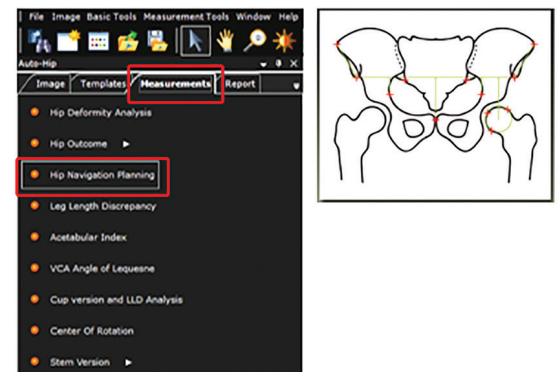 File Image Basic Tools Measurement Tools Window Help
Auto-Hip
Image Templates Measurements Report
Hip Deformity Analysis
Hip Outcome
Hip Navigation Planning
Leg Length Discrepancy
Acetabular Index
VCA Angle of Lequesne
Cup version and LLD Analysis
Center Of Rotation
Stem Version